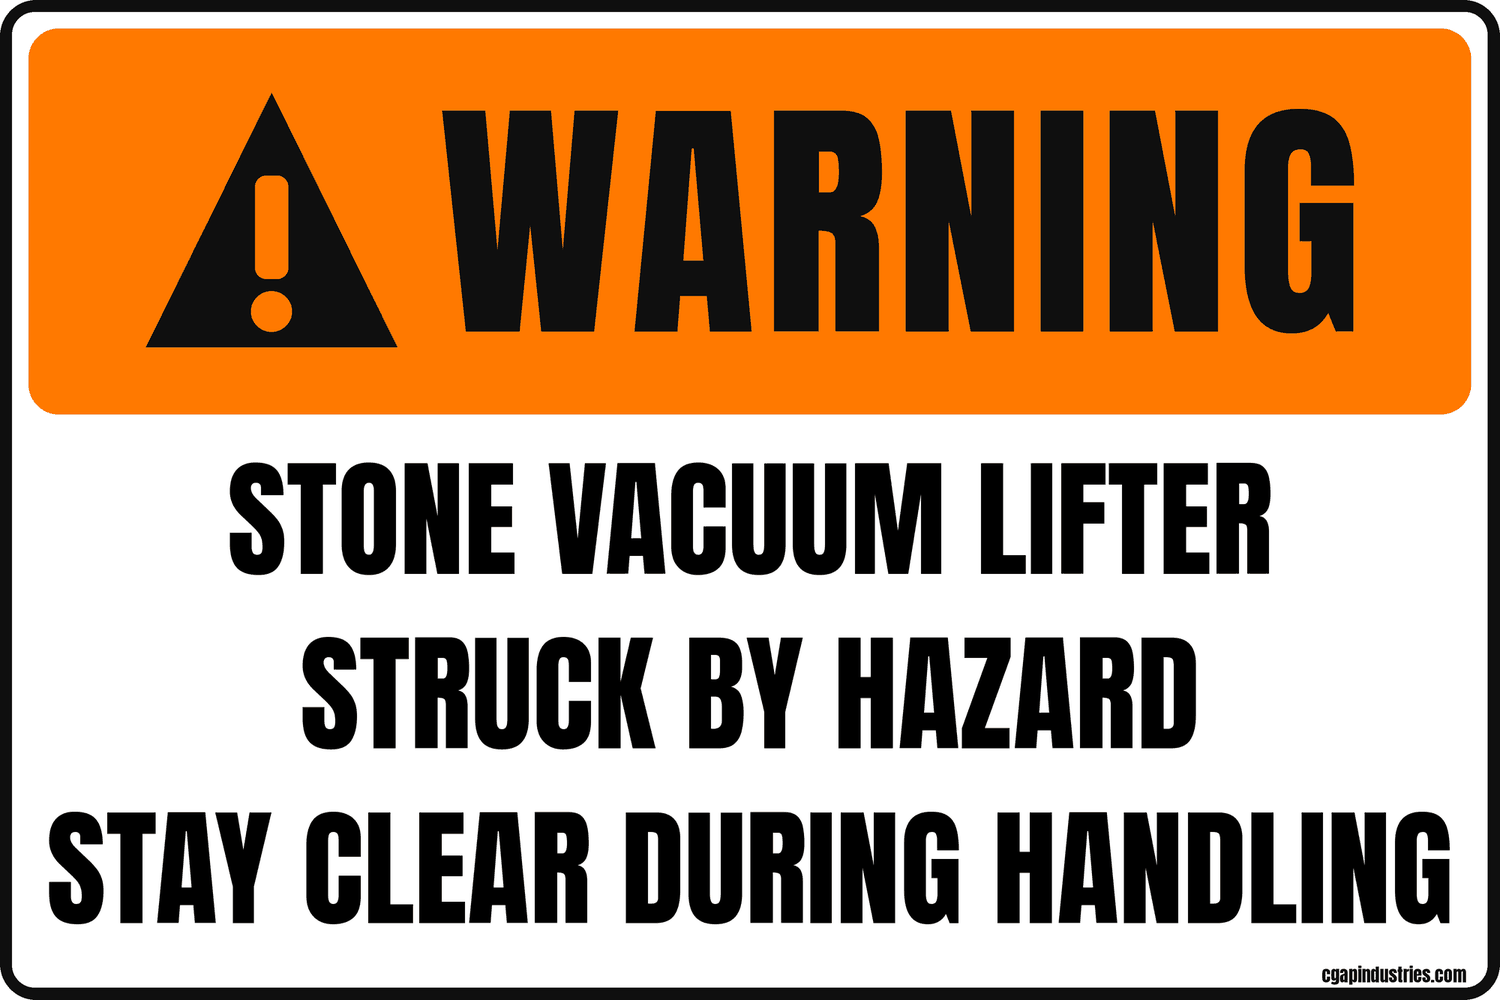 WARNING
STONE VACUUM LIFTER
STRUCK BY HAZARD
STAY CLEAR DURING HANDLING
cgapindustries.com